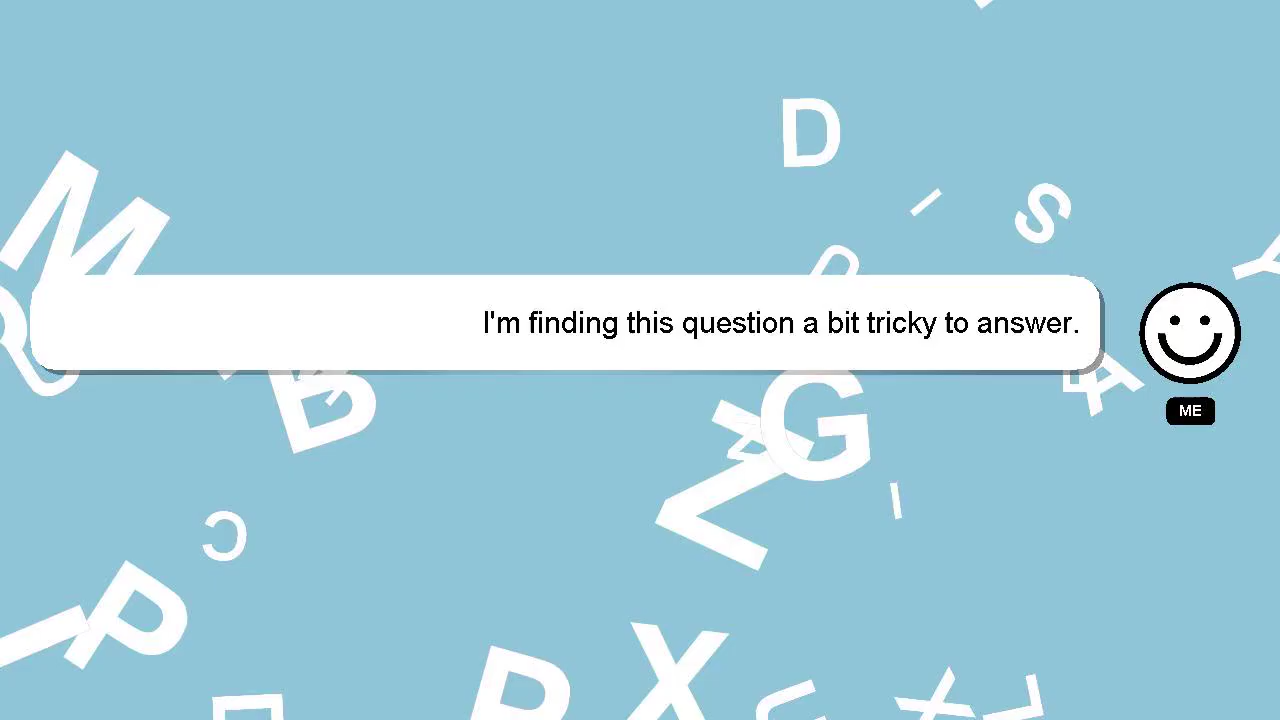 D
I
S
M
Y
I'm finding this question a bit tricky to answer.
ME
B
G
A
Z
Z
I
C
P
I
P
X
U
X